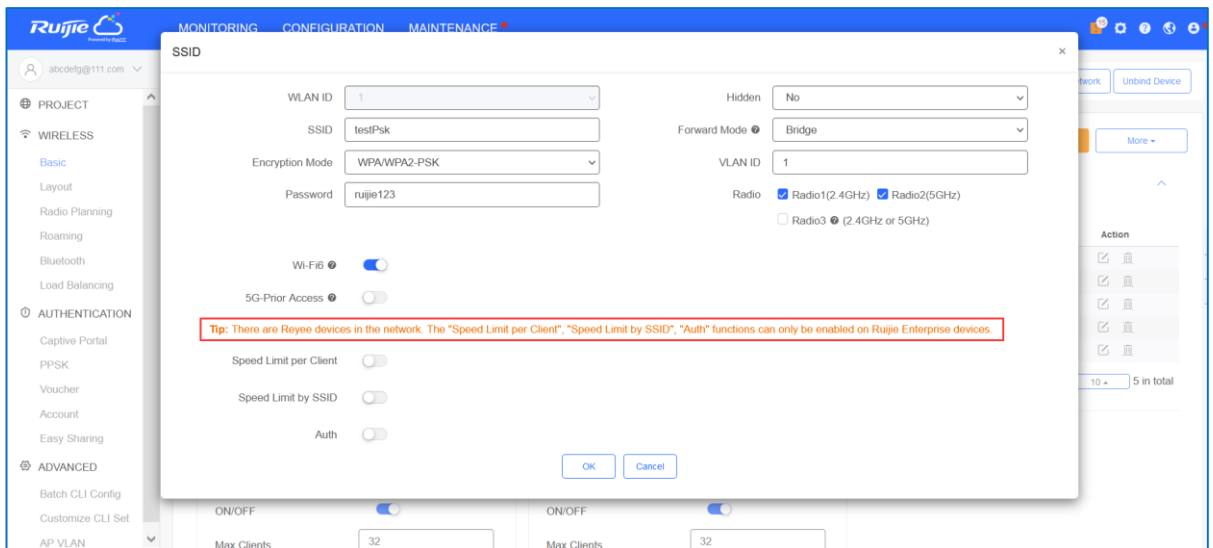 Ruijie
Powered by RIICC
MONITORING CONFIGURATION MAINTENANCE
15
abcdefg@111.com
PROJECT
WIRELESS
Basic
Layout
Radio Planning
Roaming
Bluetooth
Load Balancing
AUTHENTICATION
Captive Portal
PPSK
Voucher
Account
Easy Sharing
ADVANCED
Batch CLI Config
Customize CLI Set
AP VLAN
SSID ×
WLAN ID 1 Hidden No
SSID testPsk Forward Mode Bridge
Encryption Mode WPA/WPA2-PSK VLAN ID 1
Password ruijie123 Radio Radio1(2.4GHz) Radio2(5GHz)
Radio3 (2.4GHz or 5GHz)
Wi-Fi6
5G-Prior Access
Tip: There are Reyee devices in the network. The "Speed Limit per Client", "Speed Limit by SSID", "Auth" functions can only be enabled on Ruijie Enterprise devices.
Speed Limit per Client
Speed Limit by SSID
Auth
OK Cancel
twork Unbind Device
More
Action
10 5 in total
ON/OFF ON/OFF
Max Clients 32 Max Clients 32